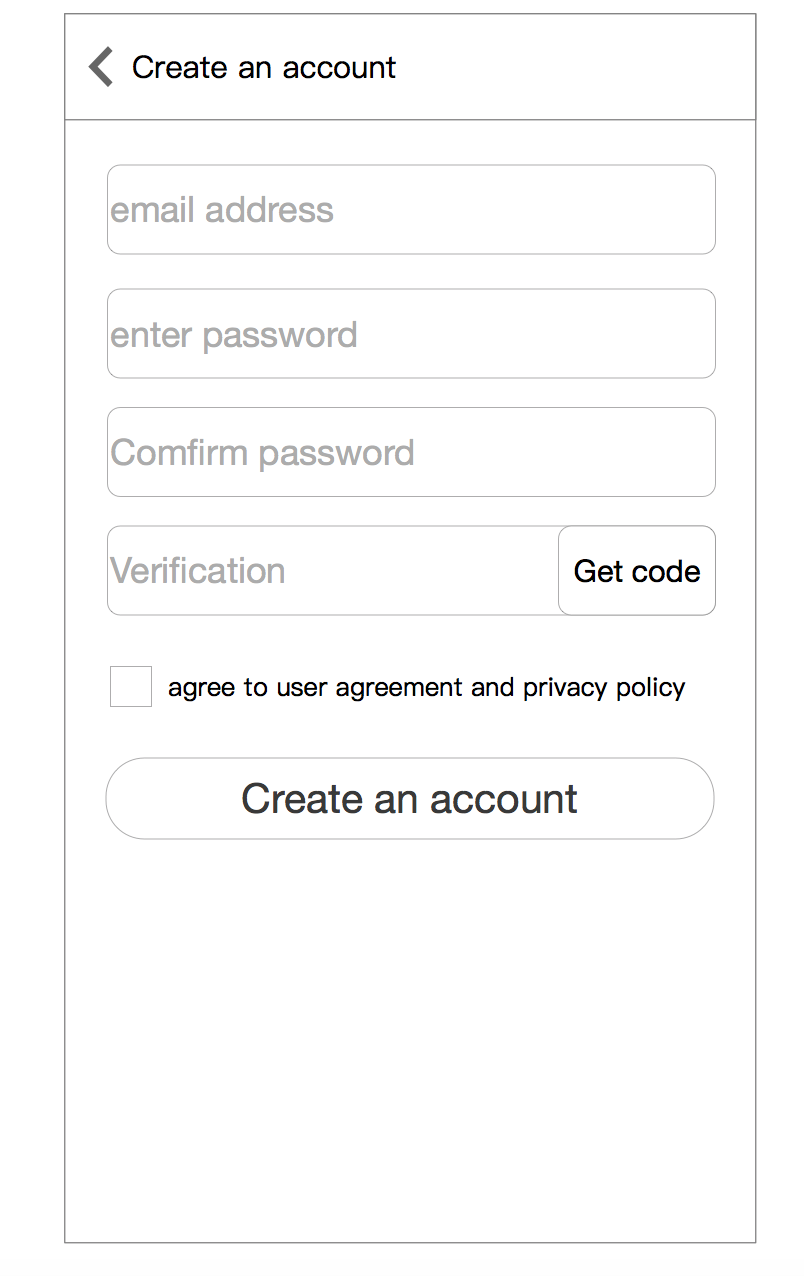 Create an account
email address
enter password
Comfirm password
Verification
Get code
agree to user agreement and privacy policy
Create an account